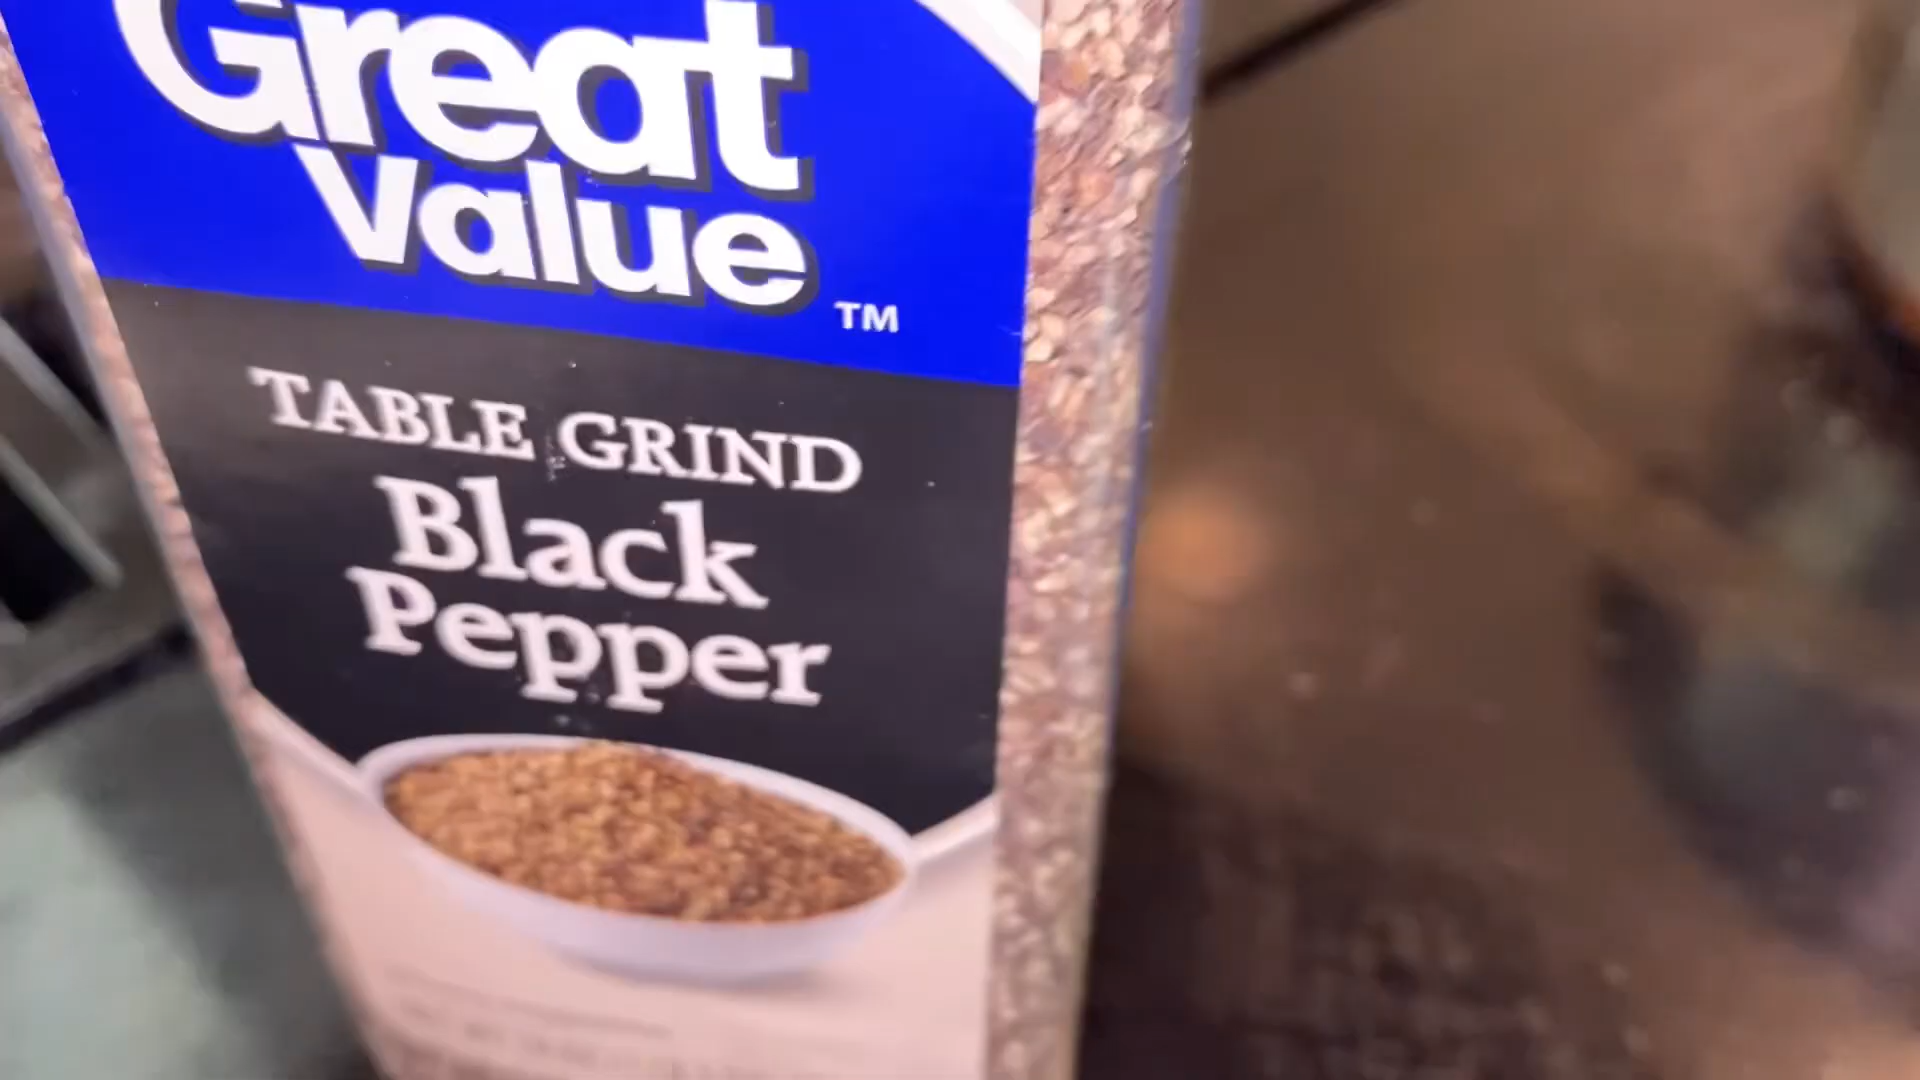 Great
Value
TM
TABLE GRIND
Black
Pepper